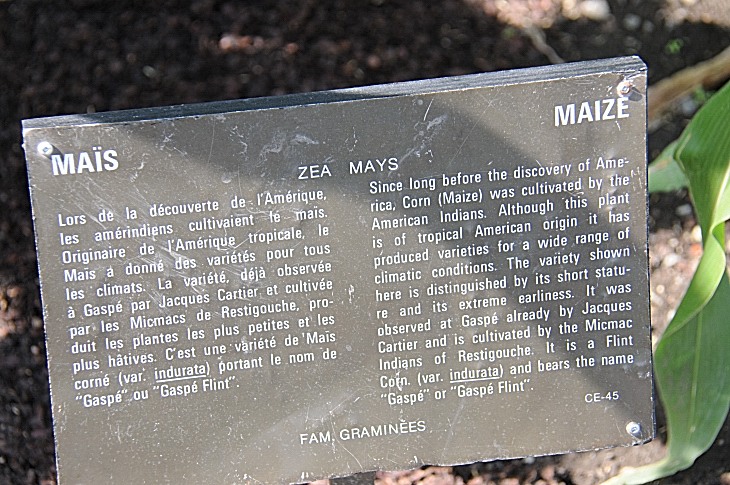 MAÏS
MAIZE
ZEA MAYS
Lors de la découverte de l'Amérique,
les amérindiens cultivaient le maïs.
Originaire de l'Amérique tropicale, le
Maïs a donné des variétés pour tous
les climats. La variété, déjà observée
à Gaspé par Jacques Cartier et cultivée
par les Micmacs de Restigouche, pro-
duit les plantes les plus petites et les
plus hâtives. C'est une variété de Maïs
corné (var. indurata) portant le nom de
"Gaspé" ou "Gaspé Flint".
Since long before the discovery of Ame-
rica, Corn (Maize) was cultivated by the
American Indians. Although this plant
is of tropical American origin it has
produced varieties for a wide range of
climatic conditions. The variety shown
here is distinguished by its short statu-
re and its extreme earliness. It was
observed at Gaspé already by Jacques
Cartier and is cultivated by the Micmac
Indians of Restigouche. It is a Flint
Corn. (var. indurata) and bears the name
"Gaspé" or "Gaspé Flint".
CE-45
FAM. GRAMINÈES